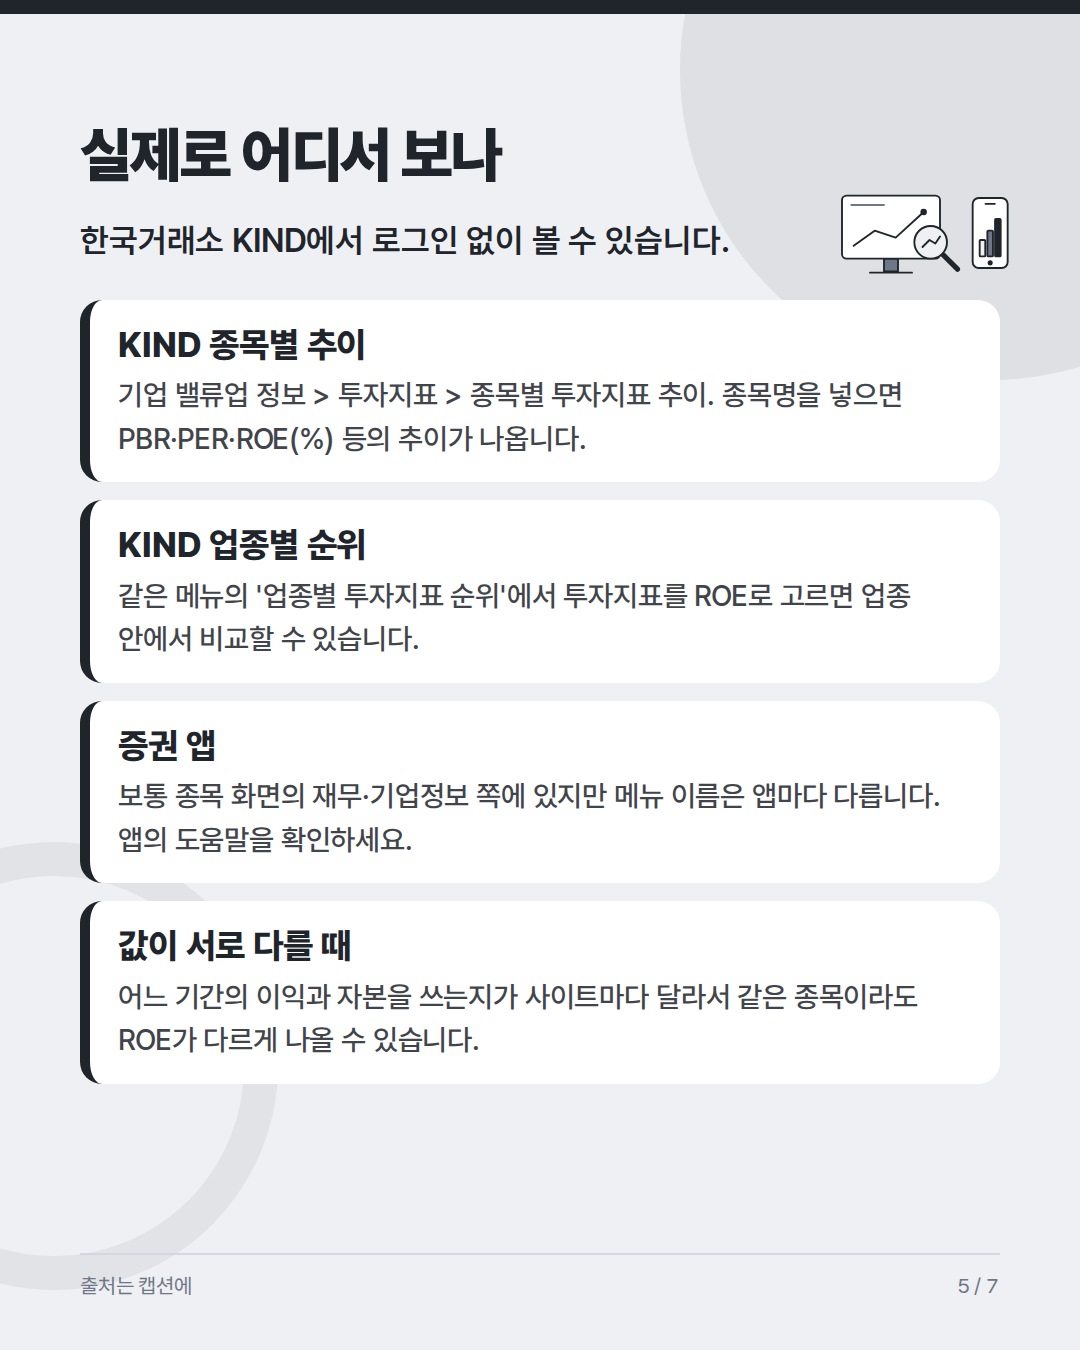 실제로 어디서 보나
한국거래소 KIND에서 로그인 없이 볼 수 있습니다.
KIND 종목별 추이
기업 밸류업 정보 > 투자지표 > 종목별 투자지표 추이. 종목명을 넣으면
PBR·PER·ROE(%) 등의 추이가 나옵니다.
KIND 업종별 순위
같은 메뉴의 '업종별 투자지표 순위'에서 투자지표를 ROE로 고르면 업종
안에서 비교할 수 있습니다.
증권 앱
보통 종목 화면의 재무·기업정보 쪽에 있지만 메뉴 이름은 앱마다 다릅니다.
앱의 도움말을 확인하세요.
값이 서로 다를 때
어느 기간의 이익과 자본을 쓰는지가 사이트마다 달라서 같은 종목이라도
ROE가 다르게 나올 수 있습니다.
출처는 캡션에
5 / 7